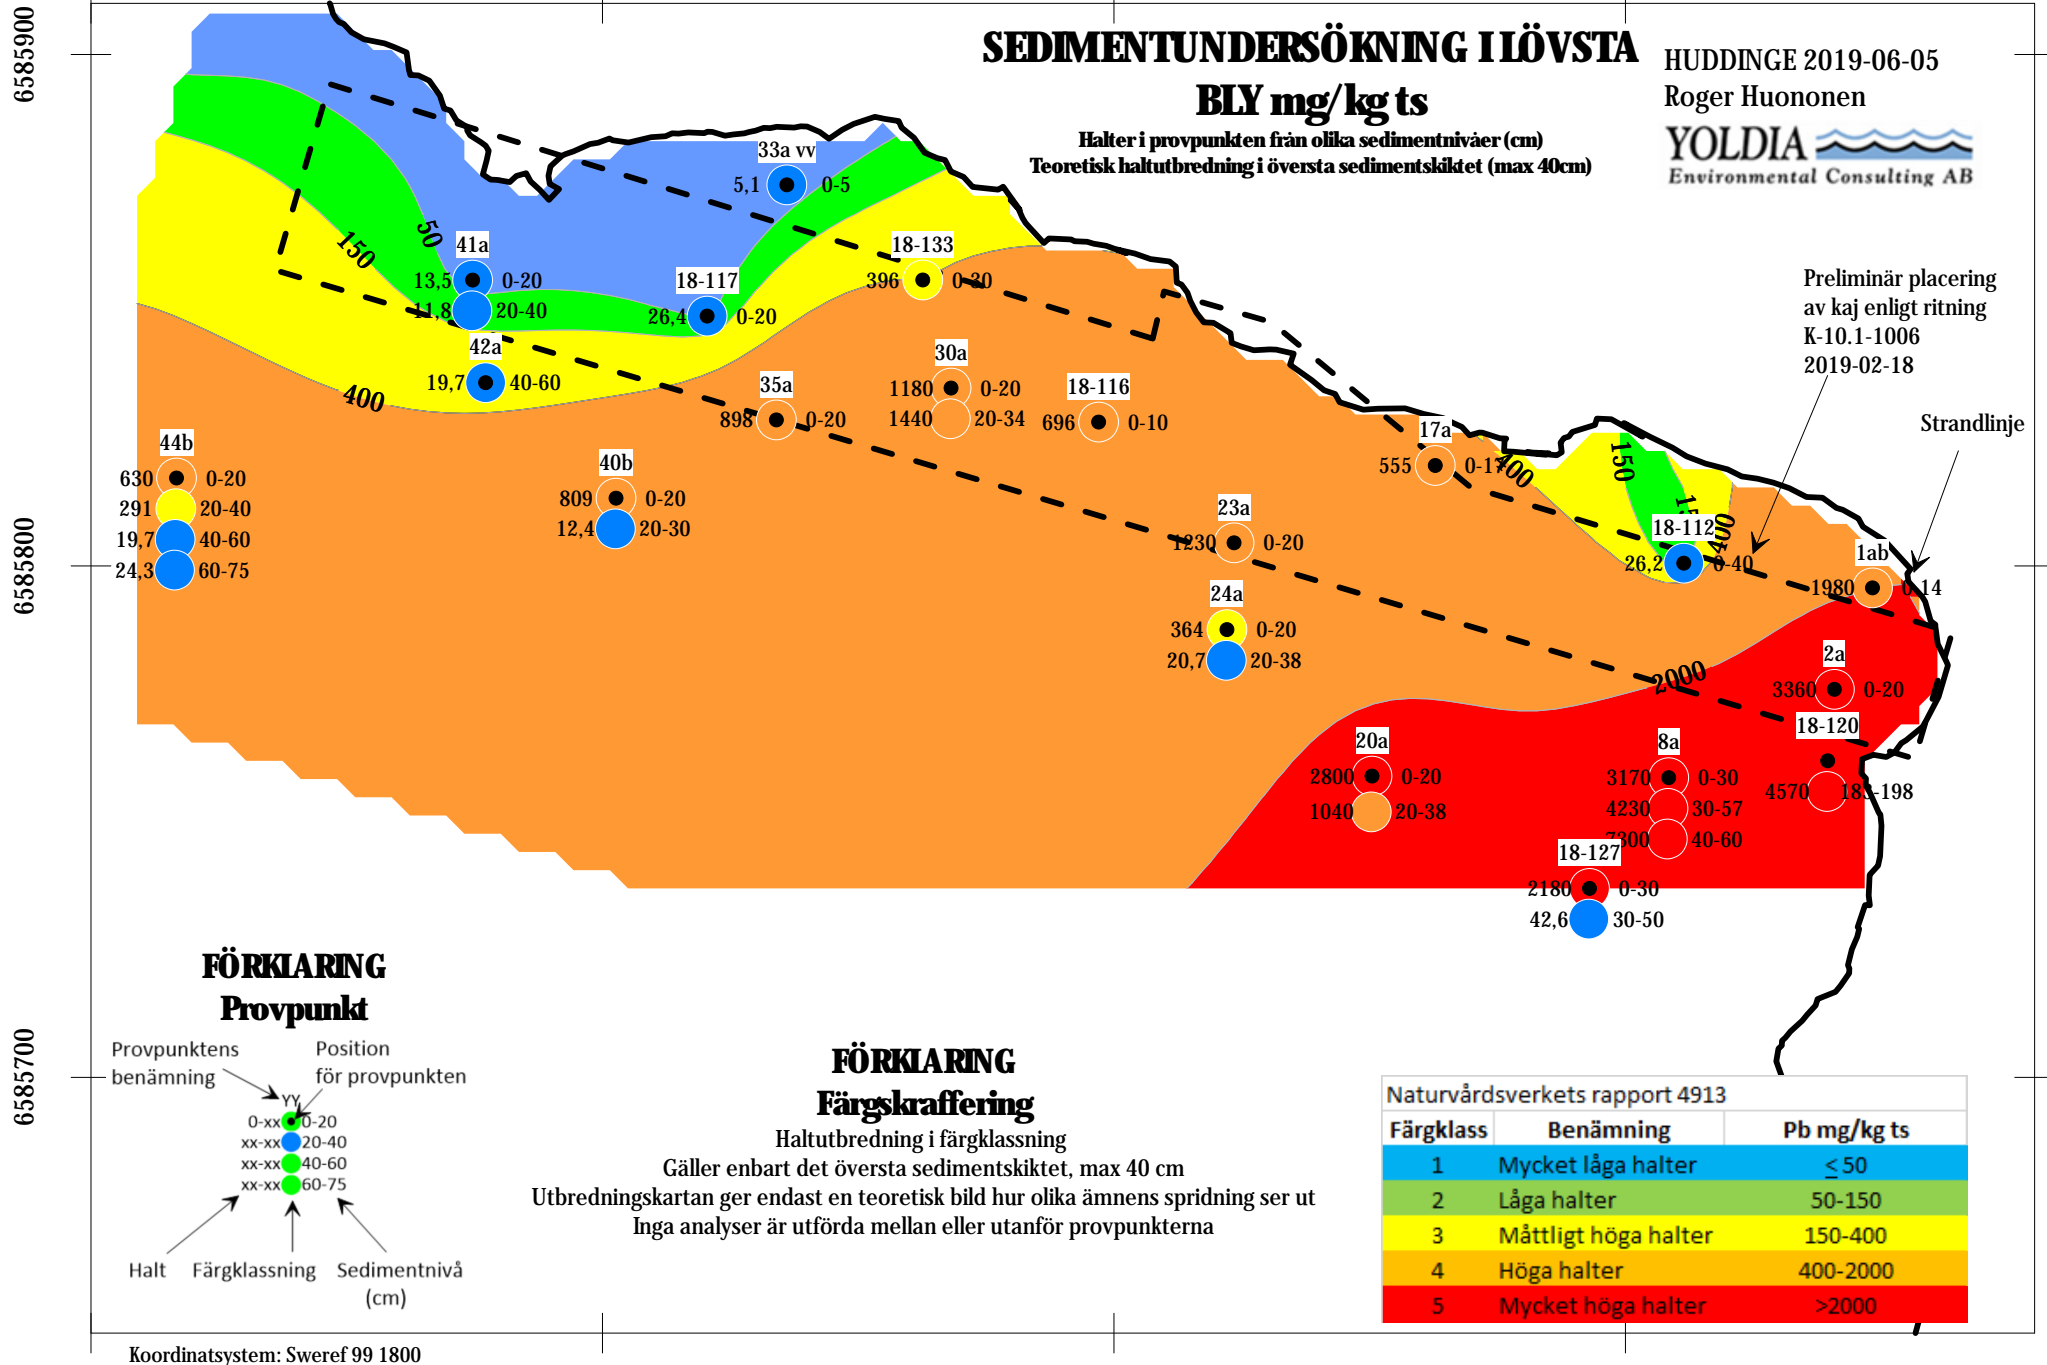 SEDIMENTUNDERSÖKNING I LÖVSTA
BLY mg/kg ts
Halter i provpunkten från olika sedimentnivåer (cm)
Teoretisk haltutbredning i översta sedimentskiktet (max 40cm)
HUDDINGE 2019-06-05
Roger Huononen
YOLDIA
Environmental Consulting AB
6585900
6585800
6585700
33a vv
5,1 0-5
50
150
41a
13,5 0-20
11,8 20-40
18-117
26,4 0-20
18-133
396 0-30
42a
19,7 40-60
400
35a
898 0-20
30a
1180 0-20
1440 20-34
18-116
696 0-10
17a
555 0-17
400
150
400
18-112
26,2 0-40
Preliminär placering
av kaj enligt ritning
K-10.1-1006
2019-02-18
Strandlinje
44b
630 0-20
291 20-40
19,7 40-60
24,3 60-75
40b
809 0-20
12,4 20-30
23a
1230 0-20
24a
364 0-20
20,7 20-38
1ab
1980 0-14
2000
2a
3360 0-20
18-120
4570 183-198
20a
2800 0-20
1040 20-38
8a
3170 0-30
4230 30-57
7300 40-60
18-127
2180 0-30
42,6 30-50
FÖRKLARING
Provpunkt
Provpunktens
benämning
Position
för provpunkten
YY
0-xx 0-20
xx-xx 20-40
xx-xx 40-60
xx-xx 60-75
Halt Färgklassning Sedimentnivå
(cm)
FÖRKLARING
Färgskraffering
Haltutbredning i färgklassning
Gäller enbart det översta sedimentskiktet, max 40 cm
Utbredningskartan ger endast en teoretisk bild hur olika ämnens spridning ser ut
Inga analyser är utförda mellan eller utanför provpunkterna
Naturvårdsverkets rapport 4913
Färgklass Benämning Pb mg/kg ts
1 Mycket låga halter ≤ 50
2 Låga halter 50-150
3 Måttligt höga halter 150-400
4 Höga halter 400-2000
5 Mycket höga halter >2000
Koordinatsystem: Sweref 99 1800